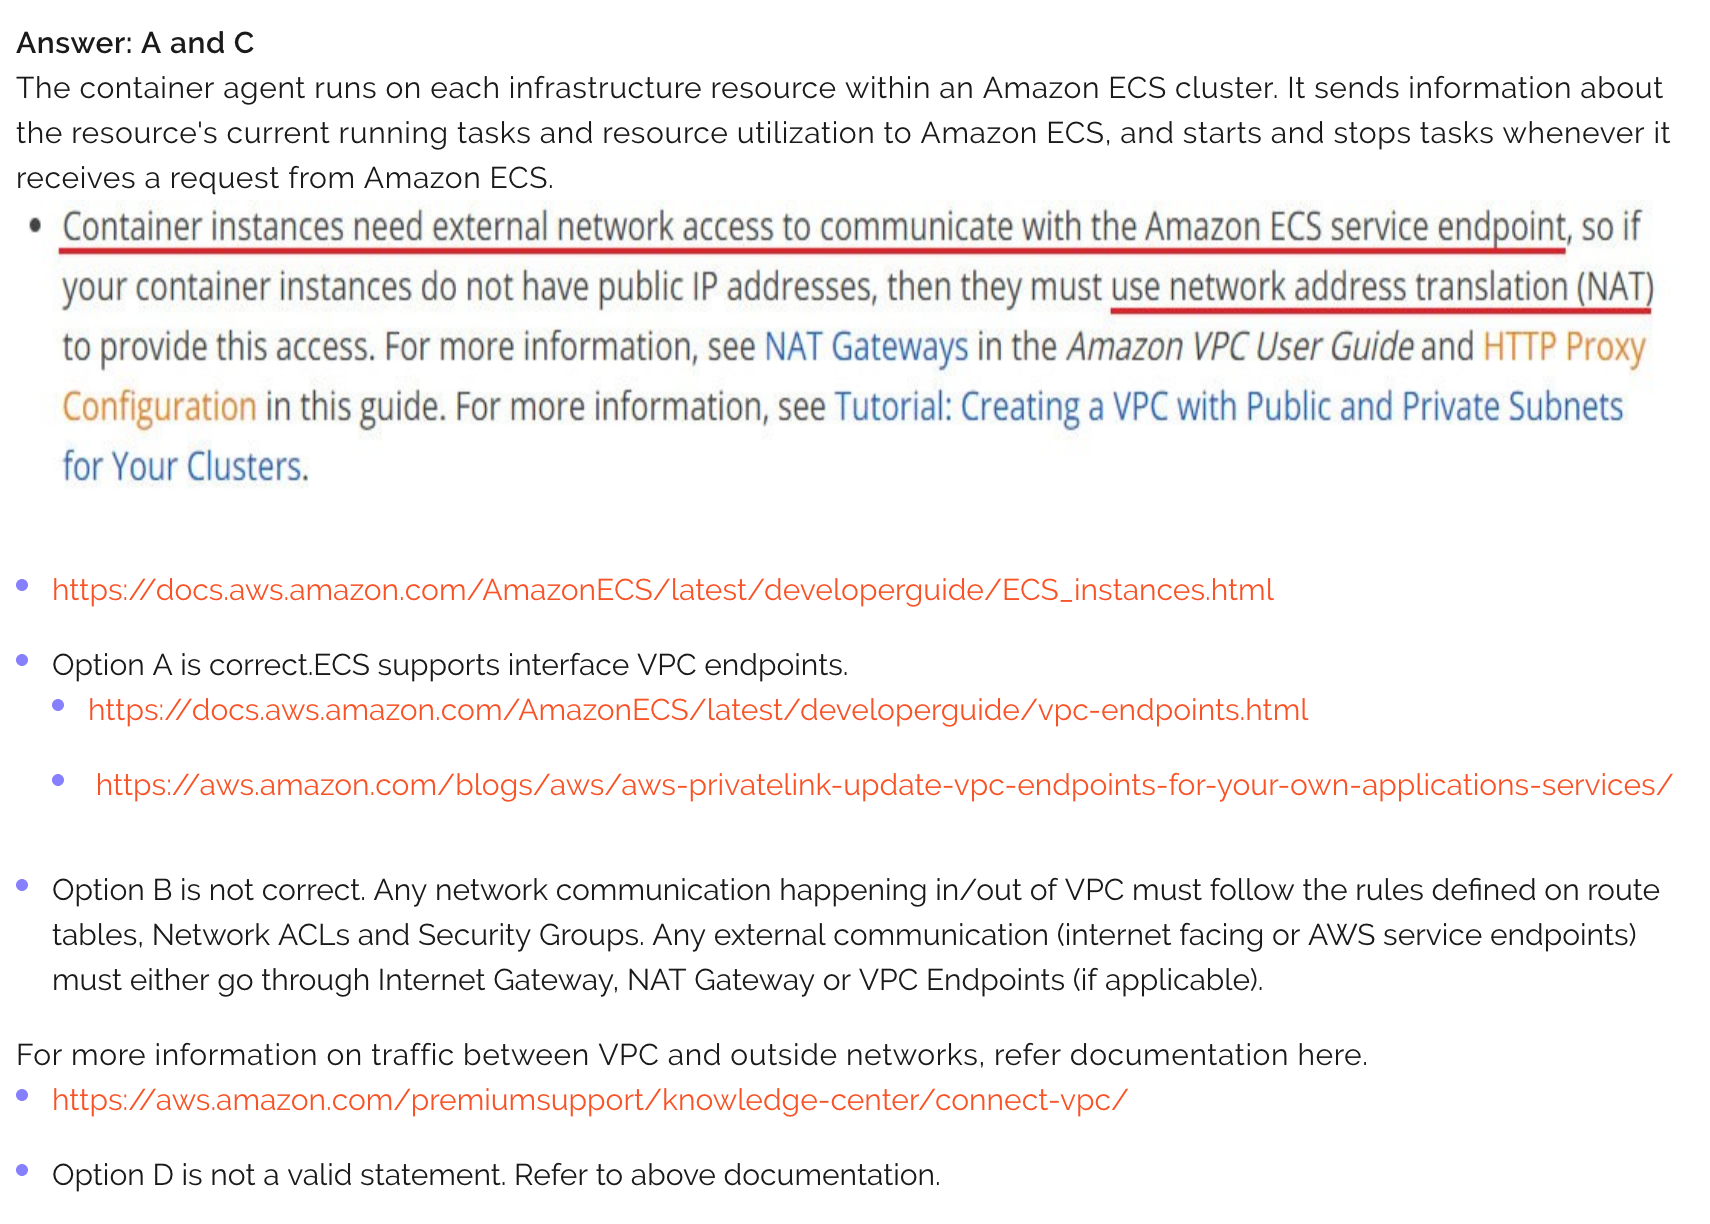 Answer: A and C
The container agent runs on each infrastructure resource within an Amazon ECS cluster. It sends information about
the resource's current running tasks and resource utilization to Amazon ECS, and starts and stops tasks whenever it
receives a request from Amazon ECS.
• Container instances need external network access to communicate with the Amazon ECS service endpoint, so if
your container instances do not have public IP addresses, then they must use network address translation (NAT)
to provide this access. For more information, see NAT Gateways in the Amazon VPC User Guide and HTTP Proxy
Configuration in this guide. For more information, see Tutorial: Creating a VPC with Public and Private Subnets
for Your Clusters.
• https://docs.aws.amazon.com/AmazonECS/latest/developerguide/ECS_instances.html
• Option A is correct.ECS supports interface VPC endpoints.
• https://docs.aws.amazon.com/AmazonECS/latest/developerguide/vpc-endpoints.html
• https://aws.amazon.com/blogs/aws/aws-privatelink-update-vpc-endpoints-for-your-own-applications-services/
• Option B is not correct. Any network communication happening in/out of VPC must follow the rules defined on route
tables, Network ACLs and Security Groups. Any external communication (internet facing or AWS service endpoints)
must either go through Internet Gateway, NAT Gateway or VPC Endpoints (if applicable).
For more information on traffic between VPC and outside networks, refer documentation here.
• https://aws.amazon.com/premiumsupport/knowledge-center/connect-vpc/
• Option D is not a valid statement. Refer to above documentation.